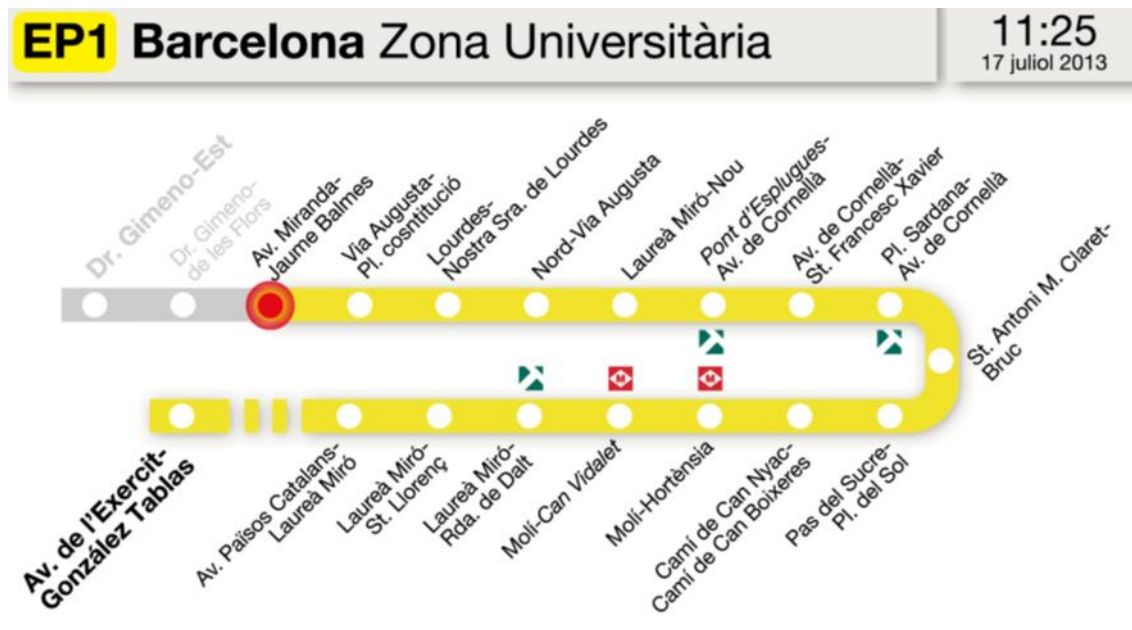 EP1 Barcelona Zona Universitària
11:25
17 juliol 2013
Dr. Gimeno-Est
Dr. Gimeno-
de les Flors
Av. Miranda-
Jaume Balmes
Via Augusta-
Pl. costitució
Lourdes-
Nostra Sra. de Lourdes
Nord-Via Augusta
Laureà Miró-Nou
Pont d'Esplugues-
Av. de Cornellà
Av. de Cornellà-
St. Francesc Xavier
Pl. Sardana-
Av. de Cornellà
St. Antoni M. Claret-
Bruc
M
M
Av. de l'Exercit-
González Tablas
Av. Països Catalans-
Laureà Miró
Laureà Miró-
St. Llorenç
Laureà Miró-
Rda. de Dalt
Molí-Can Vidalet
Molí-Hortènsia
Camí de Can Nyac-
Camí de Can Boixeres
Pas del Sucre-
Pl. del Sol